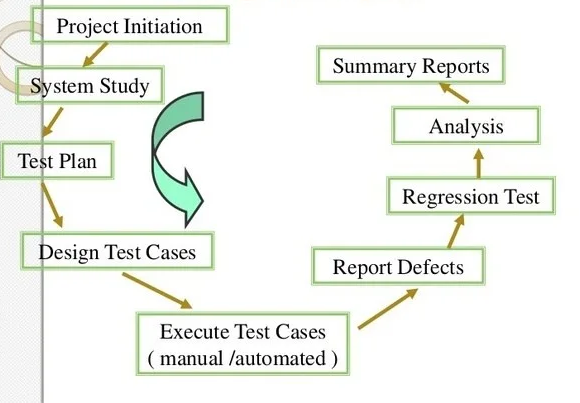 Project Initiation
System Study
Test Plan
Design Test Cases
Execute Test Cases
( manual /automated )
Report Defects
Regression Test
Analysis
Summary Reports